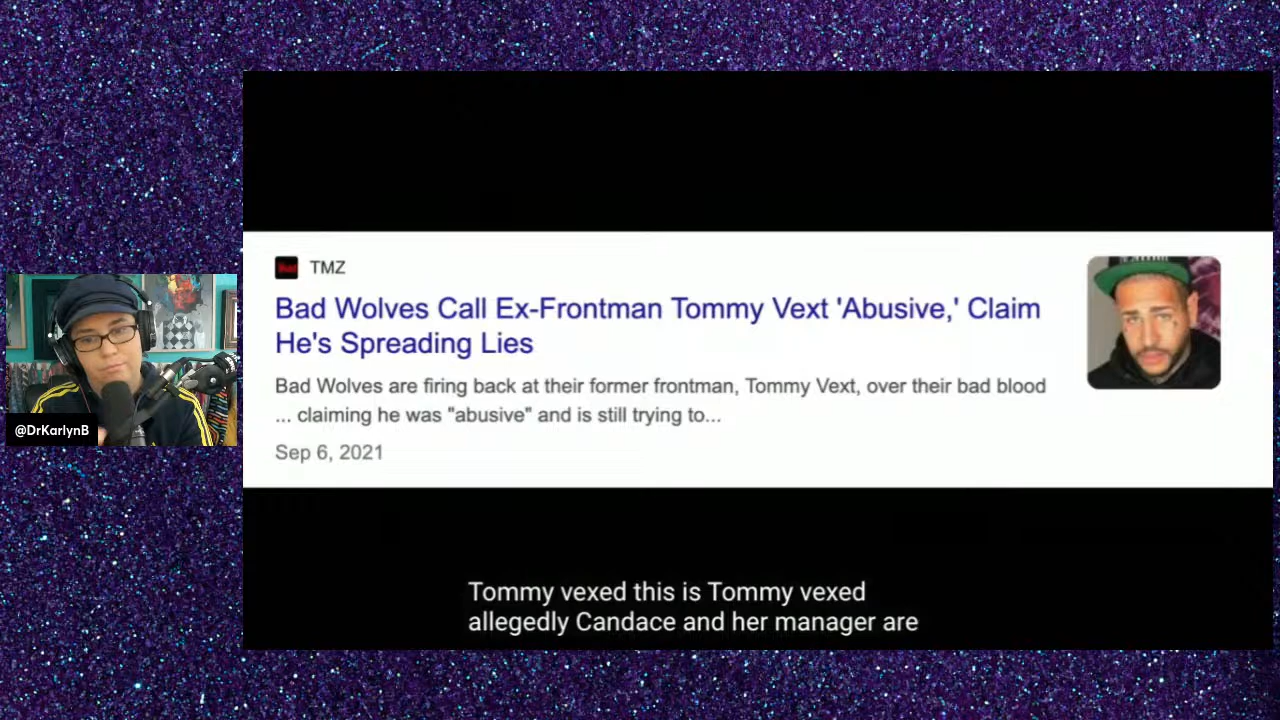 TMZ
Bad Wolves Call Ex-Frontman Tommy Vext 'Abusive,' Claim
He's Spreading Lies
Bad Wolves are firing back at their former frontman, Tommy Vext, over their bad blood
... claiming he was "abusive" and is still trying to...
Sep 6, 2021
@DrKarlynB
Tommy vexed this is Tommy vexed
allegedly Candace and her manager are